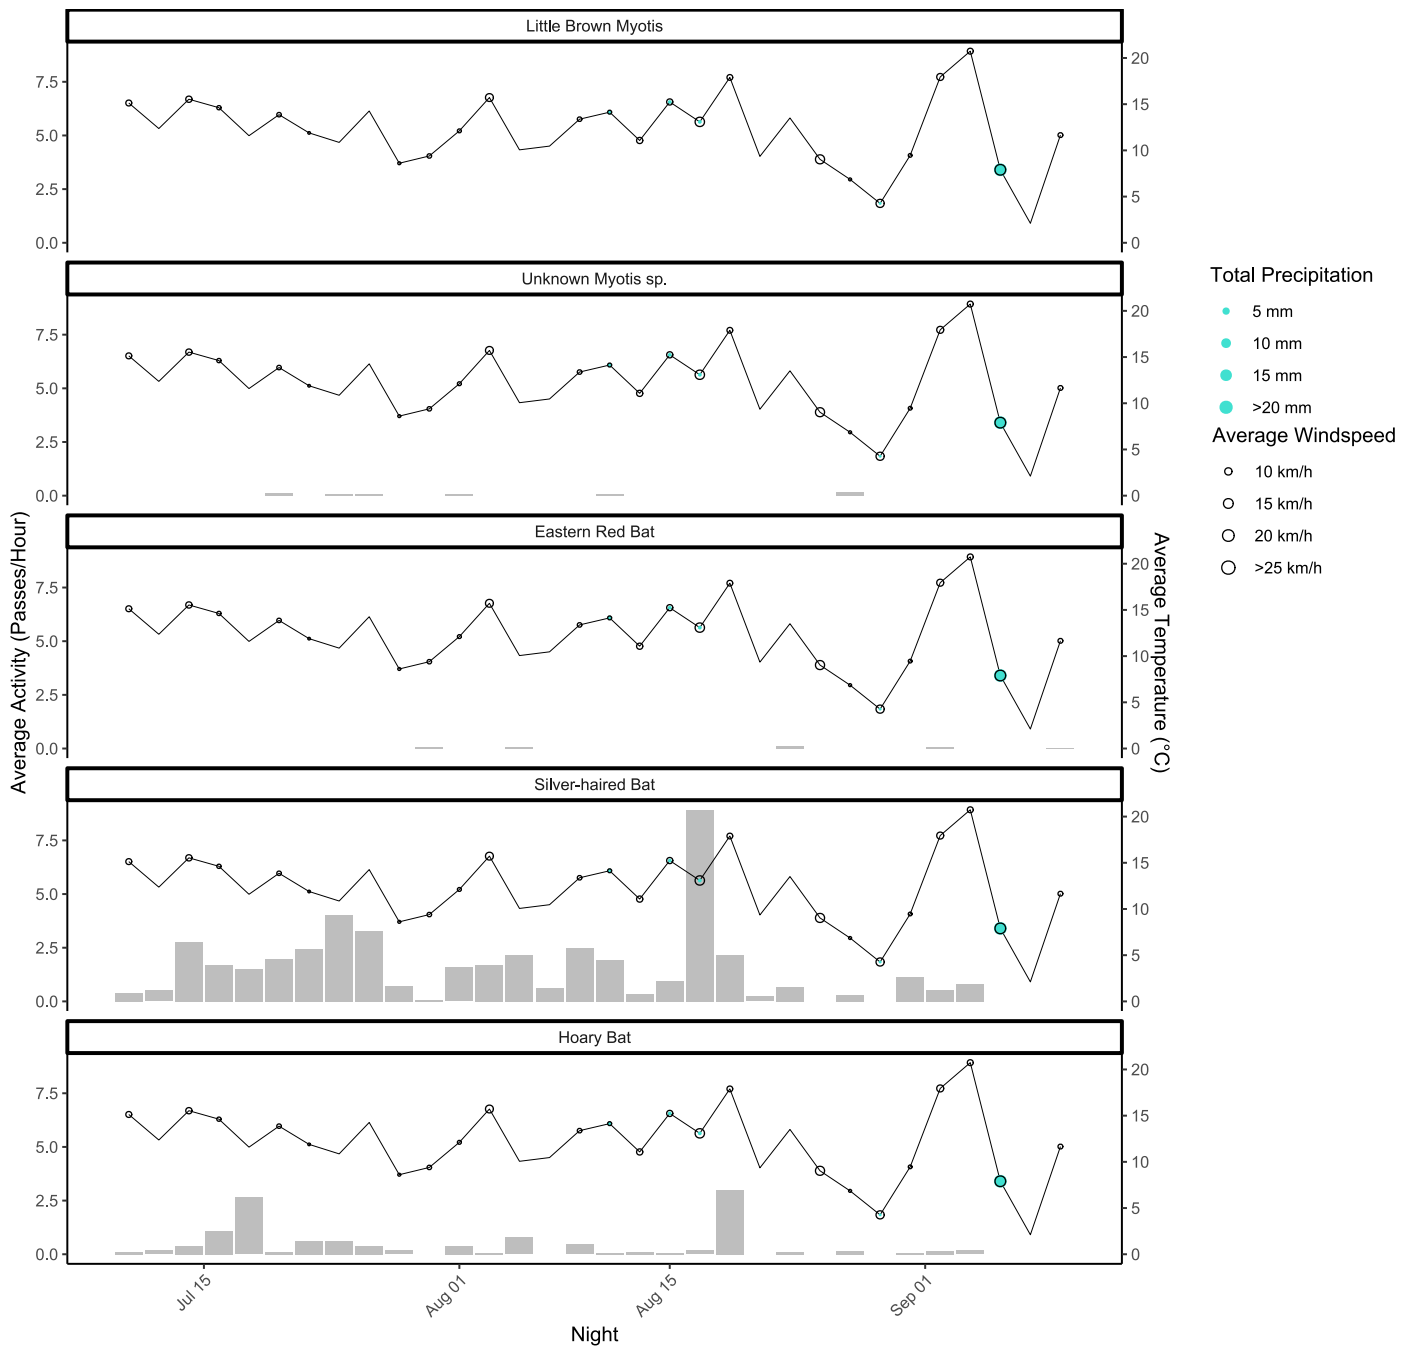 Little Brown Myotis
7.5
5.0
2.5
0.0
20
15
10
5
0
Unknown Myotis sp.
7.5
5.0
2.5
0.0
20
15
10
5
0
Eastern Red Bat
7.5
5.0
2.5
0.0
20
15
10
5
0
Silver-haired Bat
7.5
5.0
2.5
0.0
20
15
10
5
0
Hoary Bat
7.5
5.0
2.5
0.0
20
15
10
5
0
Jul 15
Aug 01
Aug 15
Sep 01
Night
Average Activity (Passes/Hour)
Average Temperature (°C)
Total Precipitation
5 mm
10 mm
15 mm
>20 mm
Average Windspeed
10 km/h
15 km/h
20 km/h
>25 km/h